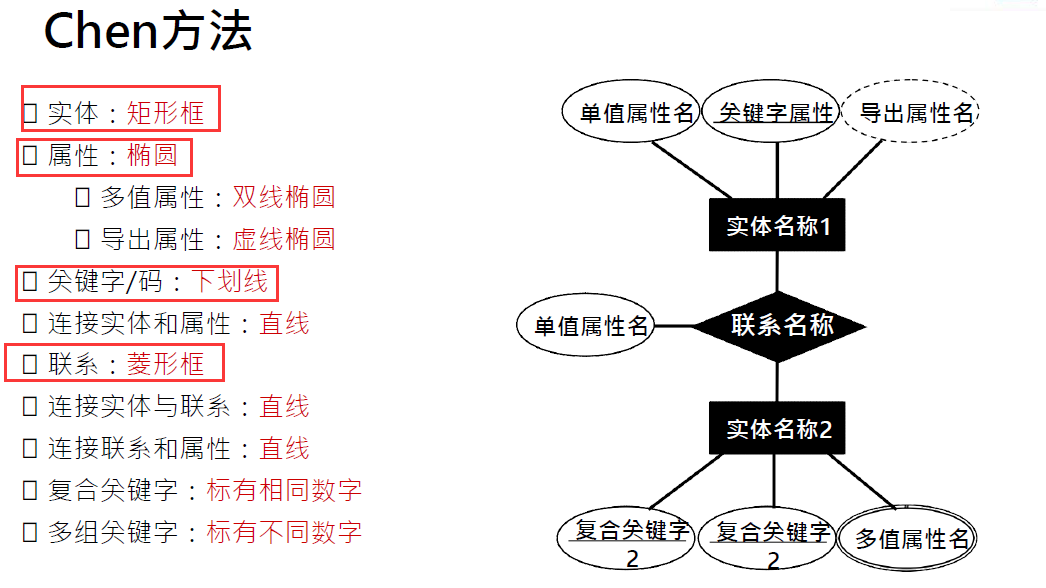 Chen方法
实体：矩形框
属性：椭圆
多值属性：双线椭圆
导出属性：虚线椭圆
关键字/码：下划线
连接实体和属性：直线
联系：菱形框
连接实体与联系：直线
连接联系和属性：直线
复合关键字：标有相同数字
多组关键字：标有不同数字
单值属性名
关键字属性
导出属性名
实体名称1
单值属性名
联系名称
实体名称2
复合关键字
2
复合关键字
2
多值属性名